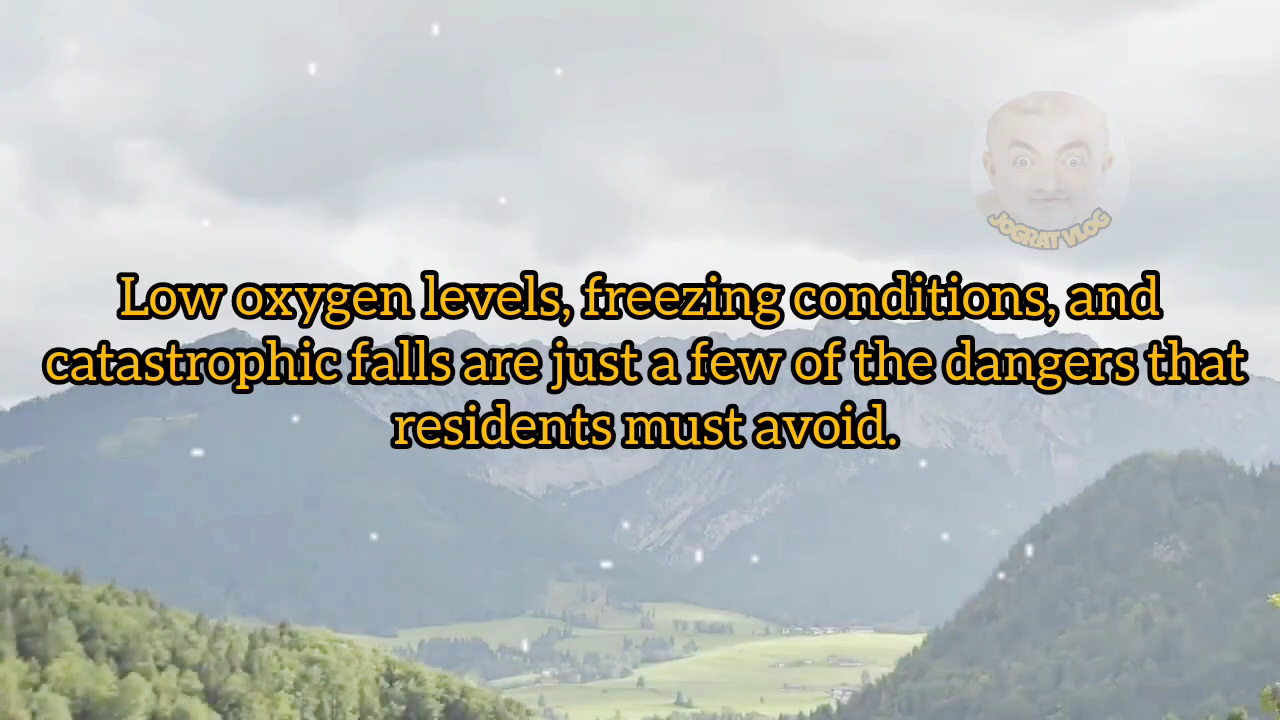 JOGRAT VLOG
Low oxygen levels, freezing conditions, and
catastrophic falls are just a few of the dangers that
residents must avoid.